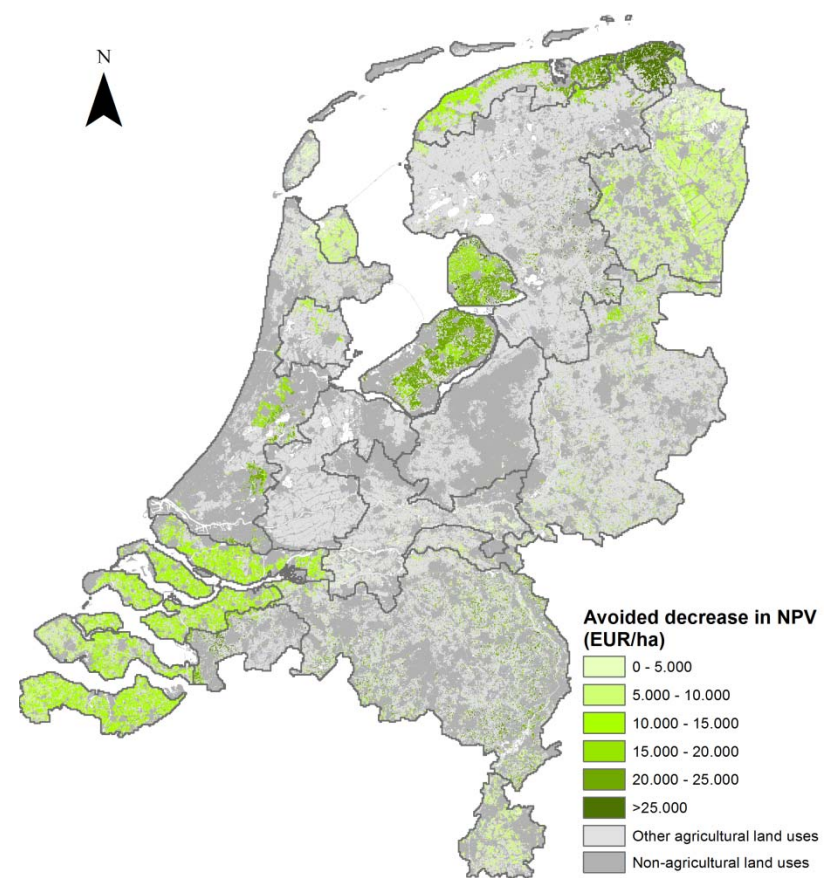 N
Avoided decrease in NPV
(EUR/ha)
0 - 5.000
5.000 - 10.000
10.000 - 15.000
15.000 - 20.000
20.000 - 25.000
>25.000
Other agricultural land uses
Non-agricultural land uses